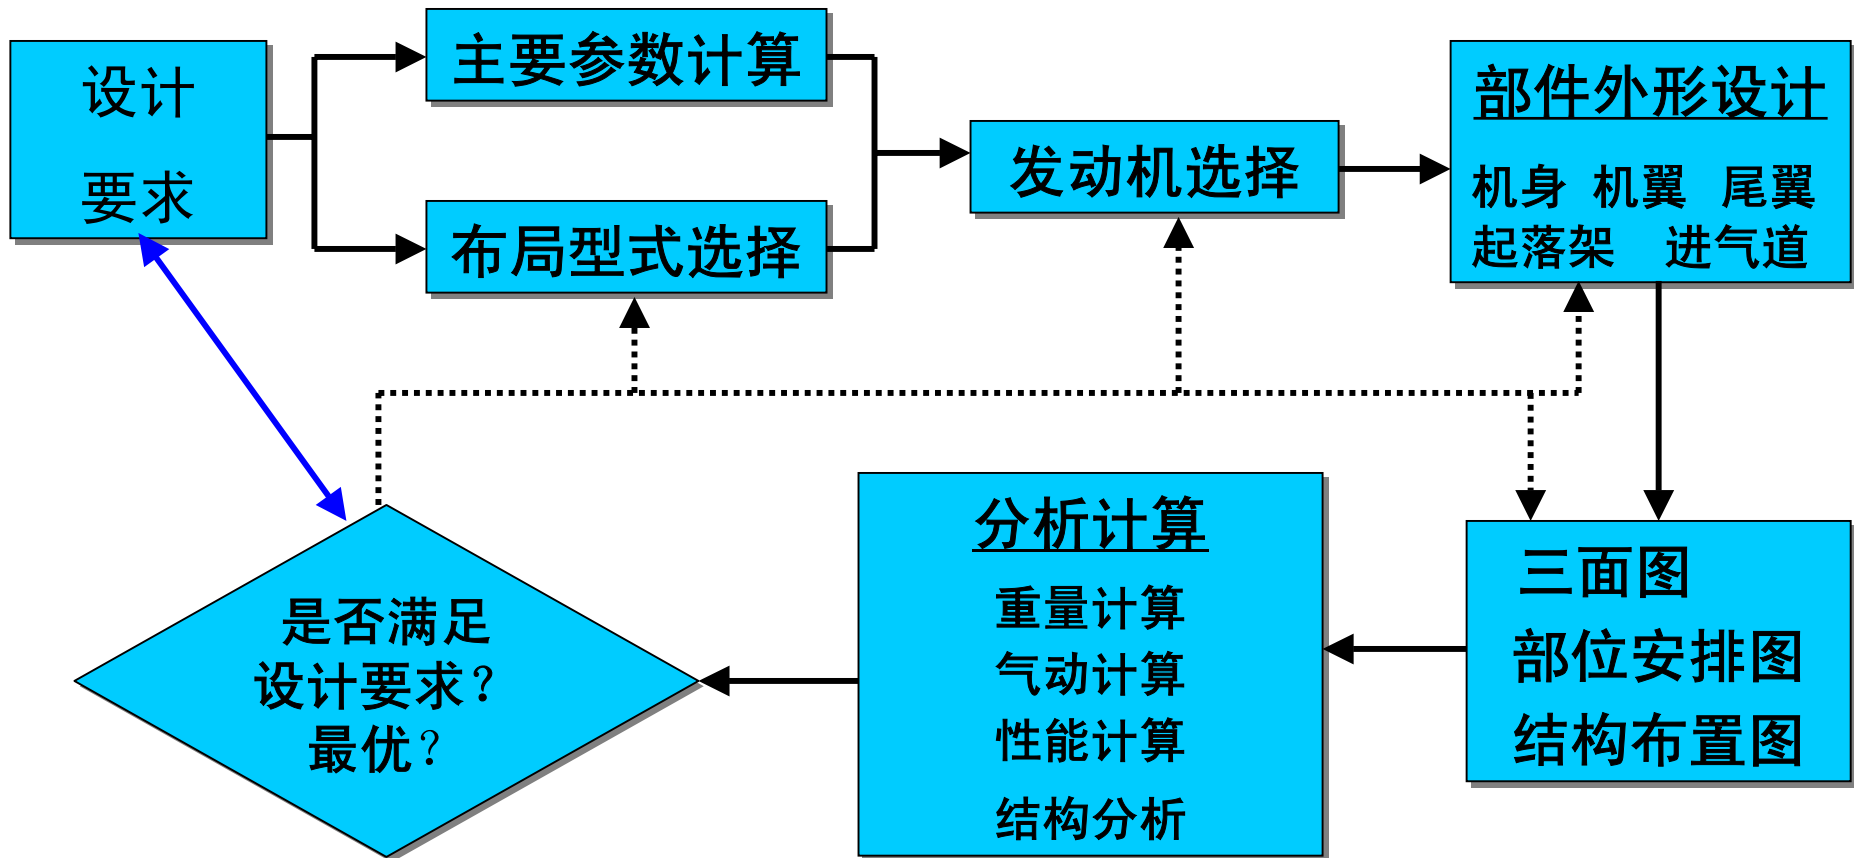 设计
要求
主要参数计算
布局型式选择
发动机选择
部件外形设计
机身 机翼 尾翼
起落架 进气道
三面图
部位安排图
结构布置图
分析计算
重量计算
气动计算
性能计算
结构分析
是否满足
设计要求？
最优？